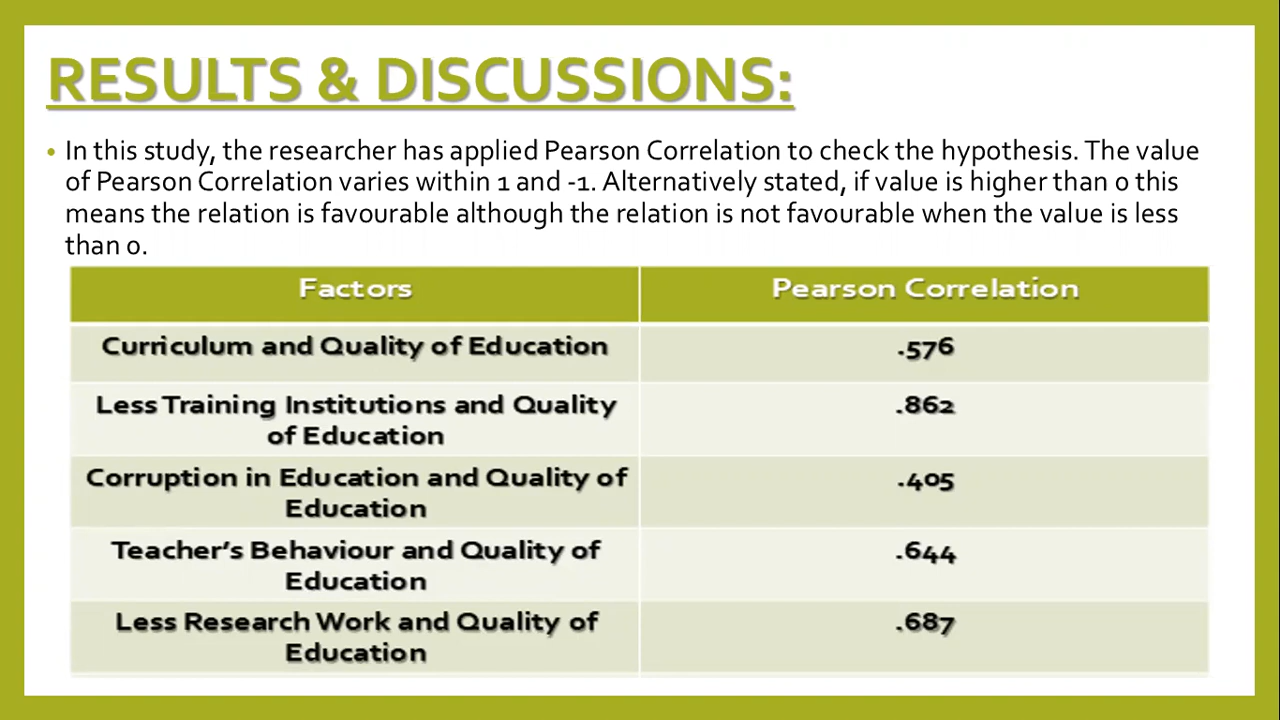 RESULTS & DISCUSSIONS:
• In this study, the researcher has applied Pearson Correlation to check the hypothesis. The value
of Pearson Correlation varies within 1 and -1. Alternatively stated, if value is higher than 0 this
means the relation is favourable although the relation is not favourable when the value is less
than 0.
Factors Pearson Correlation
Curriculum and Quality of Education .576
Less Training Institutions and Quality
of Education .862
Corruption in Education and Quality of
Education .405
Teacher's Behaviour and Quality of
Education .644
Less Research Work and Quality of
Education .687